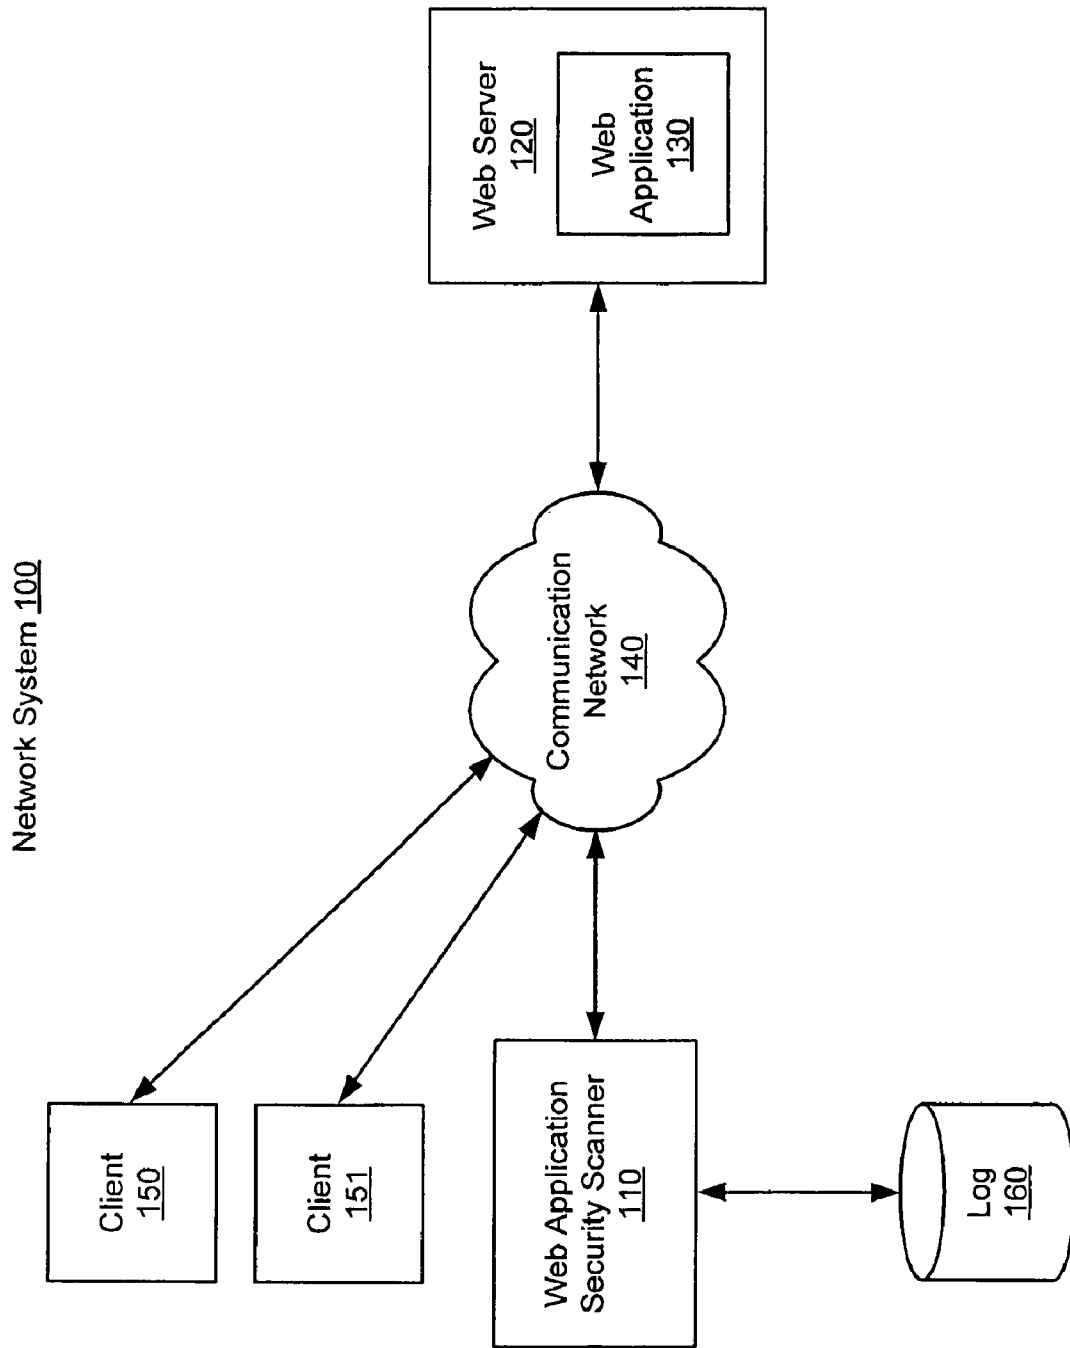 Network System 100
Client
150
Client
151
Web Application
Security Scanner
110
Log
160
Communication
Network
140
Web Server
120
Web
Application
130